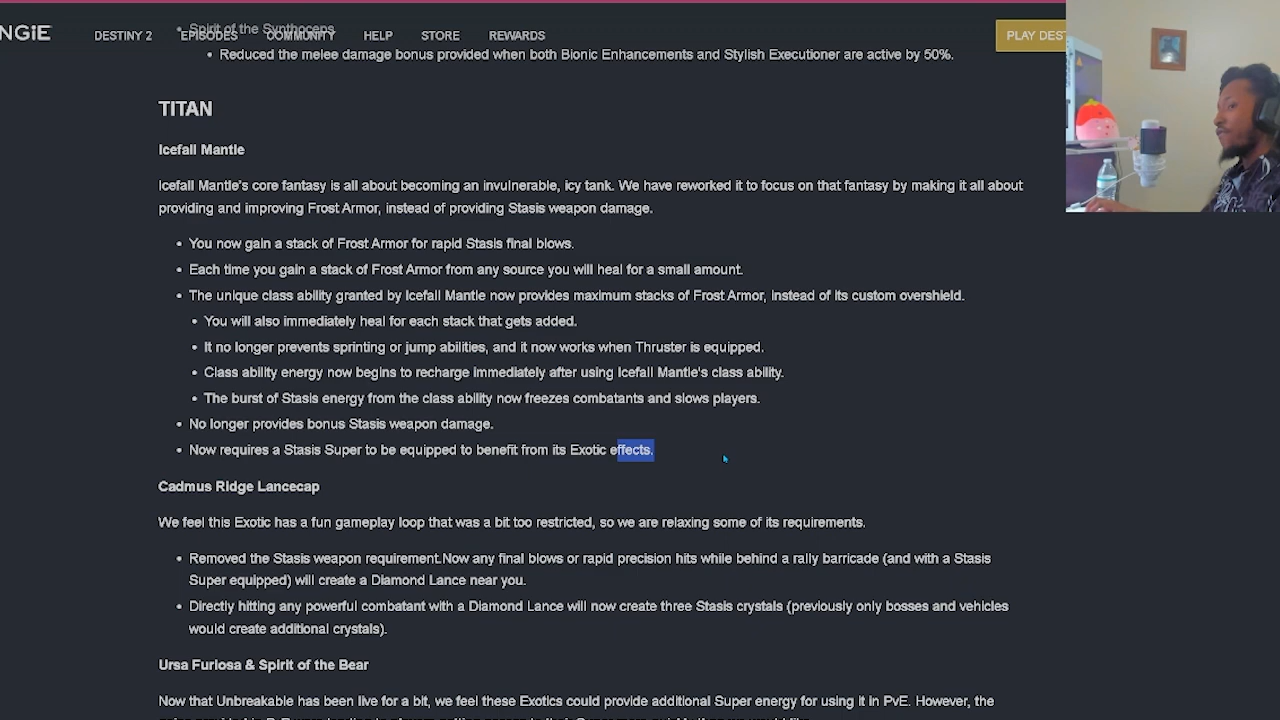 Spirit of the Synthoceps
NGiE
DESTINY 2
EPISODES
COMMUNITY
HELP
STORE
REWARDS
PLAY DEST
Reduced the melee damage bonus provided when both Bionic Enhancements and Stylish Executioner are active by 50%.
TITAN
Icefall Mantle
Icefall Mantle's core fantasy is all about becoming an invulnerable, icy tank. We have reworked it to focus on that fantasy by making it all about
providing and improving Frost Armor, instead of providing Stasis weapon damage.
• You now gain a stack of Frost Armor for rapid Stasis final blows.
• Each time you gain a stack of Frost Armor from any source you will heal for a small amount.
• The unique class ability granted by Icefall Mantle now provides maximum stacks of Frost Armor, instead of its custom overshield.
• You will also immediately heal for each stack that gets added.
• It no longer prevents sprinting or jump abilities, and it now works when Thruster is equipped.
• Class ability energy now begins to recharge immediately after using Icefall Mantle's class ability.
• The burst of Stasis energy from the class ability now freezes combatants and slows players.
• No longer provides bonus Stasis weapon damage.
• Now requires a Stasis Super to be equipped to benefit from its Exotic effects.
Cadmus Ridge Lancecap
We feel this Exotic has a fun gameplay loop that was a bit too restricted, so we are relaxing some of its requirements.
• Removed the Stasis weapon requirement.Now any final blows or rapid precision hits while behind a rally barricade (and with a Stasis
Super equipped) will create a Diamond Lance near you.
• Directly hitting any powerful combatant with a Diamond Lance will now create three Stasis crystals (previously only bosses and vehicles
would create additional crystals).
Ursa Furiosa & Spirit of the Bear
Now that Unbreakable has been live for a bit, we feel these Exotics could provide additional Super energy for using it in PvE. However, the